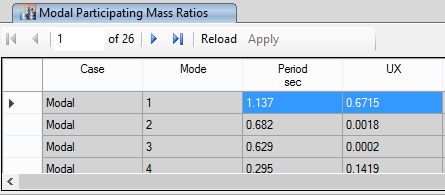 Modal Participating Mass Ratios
1 of 26 Reload Apply
Case Mode Period sec UX
Modal 1 1.137 0.6715
Modal 2 0.682 0.0018
Modal 3 0.629 0.0002
Modal 4 0.295 0.1419